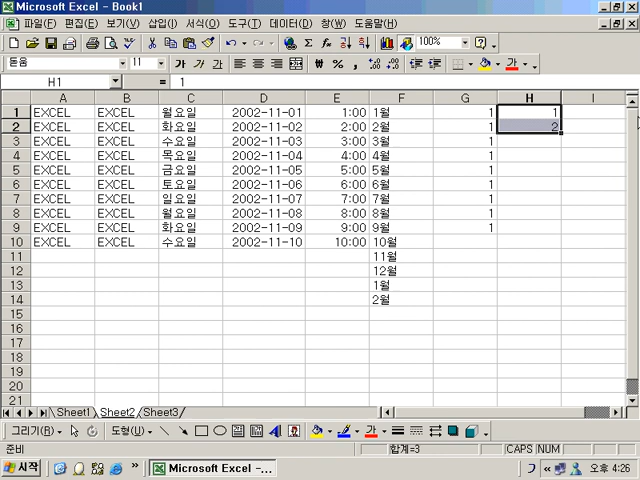 Microsoft Excel - Book1
파일(F) 편집(E) 보기(V) 삽입(I) 서식(O) 도구(T) 데이터(D) 창(W) 도움말(H)
100%
돋움 11 가 가 가 % , 가
H1 = 1
A B C D E F G H I
1 EXCEL EXCEL 월요일 2002-11-01 1:00 1월 1 1
2 EXCEL EXCEL 화요일 2002-11-02 2:00 2월 1 2
3 EXCEL EXCEL 수요일 2002-11-03 3:00 3월 1
4 EXCEL EXCEL 목요일 2002-11-04 4:00 4월 1
5 EXCEL EXCEL 금요일 2002-11-05 5:00 5월 1
6 EXCEL EXCEL 토요일 2002-11-06 6:00 6월 1
7 EXCEL EXCEL 일요일 2002-11-07 7:00 7월 1
8 EXCEL EXCEL 월요일 2002-11-08 8:00 8월 1
9 EXCEL EXCEL 화요일 2002-11-09 9:00 9월 1
10 EXCEL EXCEL 수요일 2002-11-10 10:00 10월
11 11월
12 12월
13 1월
14 2월
15
16
17
18
19
20
21
Sheet1 Sheet2 Sheet3
그리기(R) 도형(U) 가
준비 합계=3 CAPS NUM
시작 Microsoft Excel -... 오후 4:26